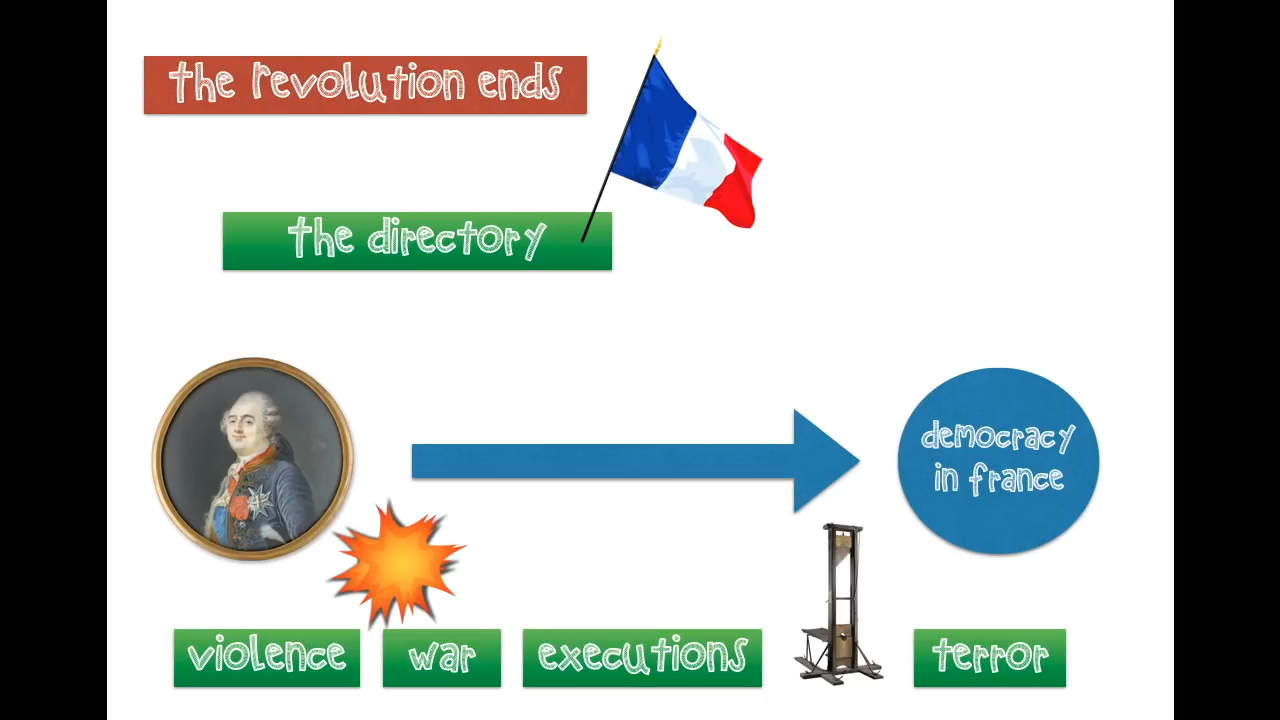 the revolution ends
the directory
democracy
in france
violence
war
executions
terror